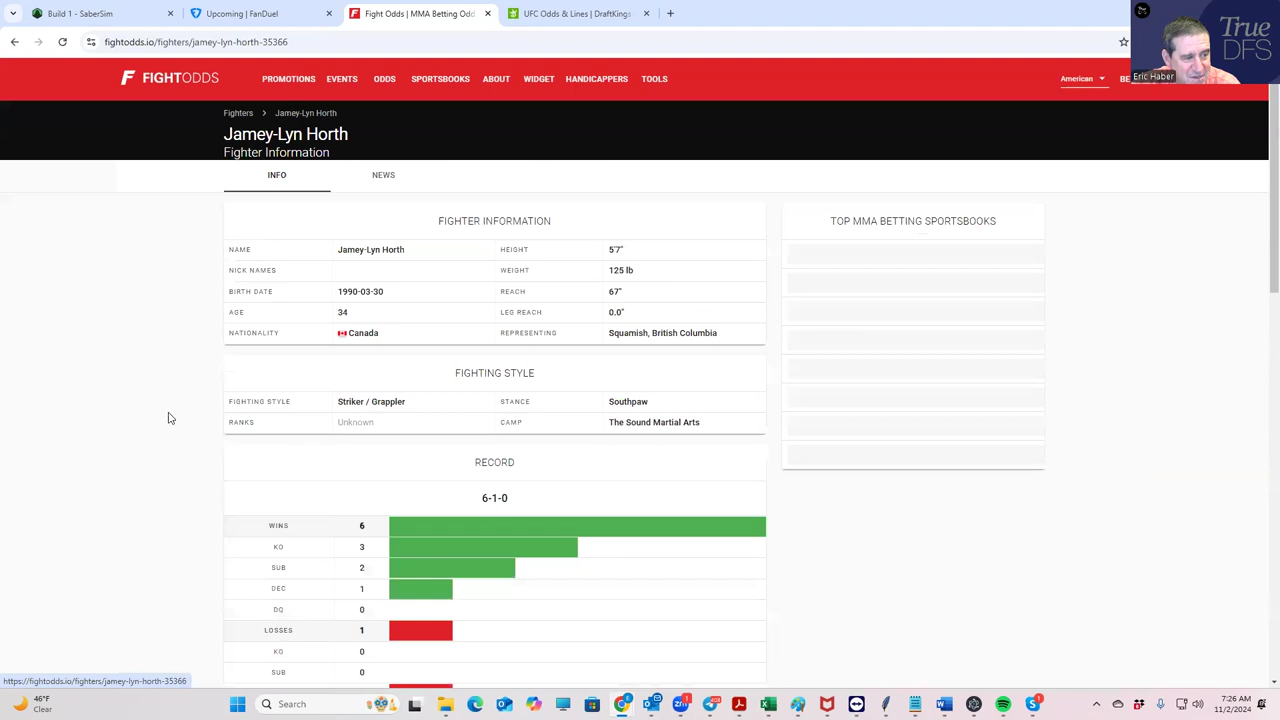 Build 1 - SaberSim
Upcoming | FanDuel
Fight Odds | MMA Betting Odd
UFC Odds & Lines | DraftKings
fightodds.io/fighters/jamey-lyn-horth-35366
True
DFS
Eric Haber
FIGHTODDS
PROMOTIONS EVENTS ODDS SPORTSBOOKS ABOUT WIDGET HANDICAPPERS TOOLS
American
BE
Fighters > Jamey-Lyn Horth
Jamey-Lyn Horth
Fighter Information
INFO NEWS
FIGHTER INFORMATION
TOP MMA BETTING SPORTSBOOKS
NAME Jamey-Lyn Horth HEIGHT 5'7"
NICK NAMES WEIGHT 125 lb
BIRTH DATE 1990-03-30 REACH 67"
AGE 34 LEG REACH 0.0"
NATIONALITY Canada REPRESENTING Squamish, British Columbia
FIGHTING STYLE
FIGHTING STYLE Striker / Grappler STANCE Southpaw
RANKS Unknown CAMP The Sound Martial Arts
RECORD
6-1-0
WINS 6
KO 3
SUB 2
DEC 1
DQ 0
LOSSES 1
KO 0
SUB 0
https://fightodds.io/fighters/jamey-lyn-horth-35366
46°F
Clear
Search
7:26 AM
11/2/2024